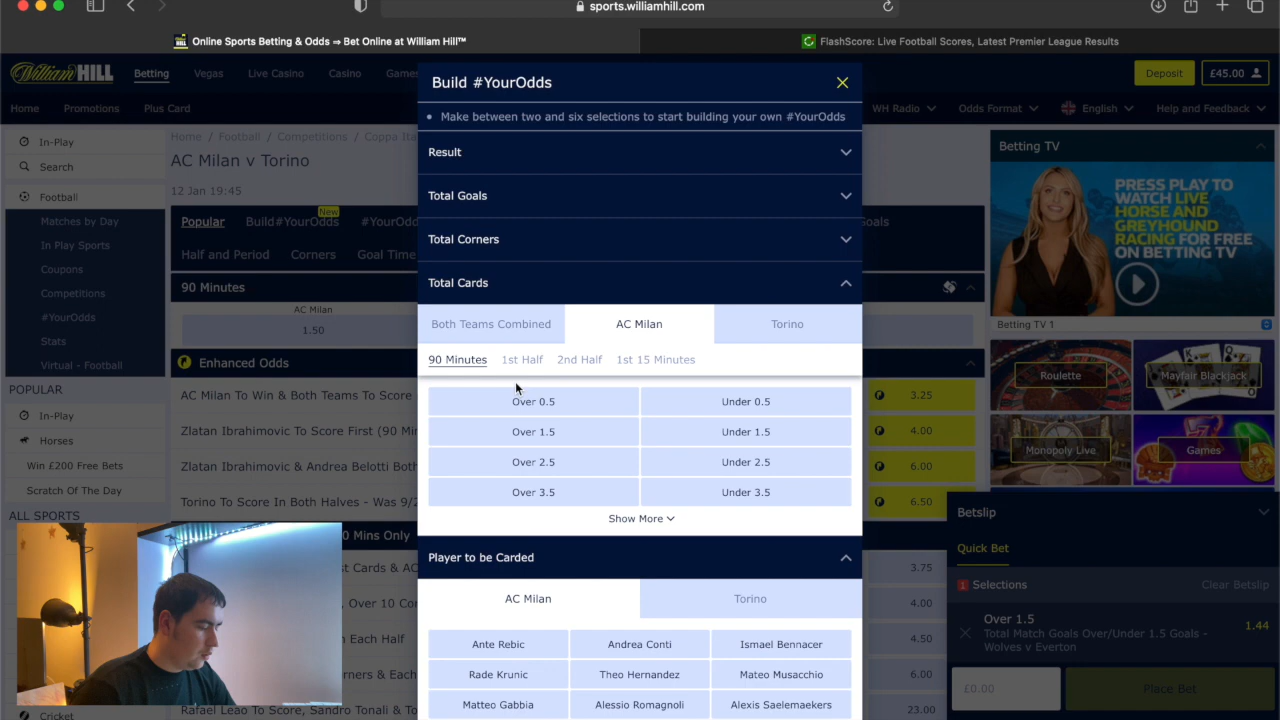 sports.williamhill.com
Online Sports Betting & Odds ⇒ Bet Online at William Hill™
FlashScore: Live Football Scores, Latest Premier League Results
William HILL
Betting
Vegas
Live Casino
Casino
Games
Deposit
£45.00
Home
Promotions
Plus Card
WH Radio
Odds Format
English
Help and Feedback
In-Play
Search
Football
Matches by Day
In Play Sports
Coupons
Competitions
#YourOdds
Stats
Virtual - Football
POPULAR
In-Play
Horses
Win £200 Free Bets
Scratch Of The Day
ALL SPORTS
Cricket
Home / Football / Competitions / Coppa Ita
AC Milan v Torino
12 Jan 19:45
Popular
Build#YourOdds
New
#YourOdd
oals
Half and Period
Corners
Goal Time
90 Minutes
AC Milan
1.50
Enhanced Odds
AC Milan To Win & Both Teams To Score
3.25
Zlatan Ibrahimovic To Score First (90 Min
4.00
Zlatan Ibrahimovic & Andrea Belotti Both
6.00
Torino To Score In Both Halves - Was 9/2
6.50
0 Mins Only
st Cards & AC
3.75
, Over 10 Cor
4.00
n Each Half
4.50
rners & Each
6.00
Rafael Leao To Score, Sandro Tonali & To
23.00
Build #YourOdds
• Make between two and six selections to start building your own #YourOdds
Result
Total Goals
Total Corners
Total Cards
Both Teams Combined
AC Milan
Torino
90 Minutes
1st Half
2nd Half
1st 15 Minutes
Over 0.5
Under 0.5
Over 1.5
Under 1.5
Over 2.5
Under 2.5
Over 3.5
Under 3.5
Show More
Player to be Carded
AC Milan
Torino
Ante Rebic
Andrea Conti
Ismael Bennacer
Rade Krunic
Theo Hernandez
Mateo Musacchio
Matteo Gabbia
Alessio Romagnoli
Alexis Saelemaekers
Betting TV
PRESS PLAY TO
WATCH LIVE
HORSE AND
GREYHOUND
RACING FOR FREE
ON BETTING TV
Betting TV 1
Roulette
Mayfair Blackjack
Monopoly Live
Games
Betslip
Quick Bet
1 Selections
Clear Betslip
Over 1.5
1.44
Total Match Goals Over/Under 1.5 Goals -
Wolves v Everton
£0.00
Place Bet